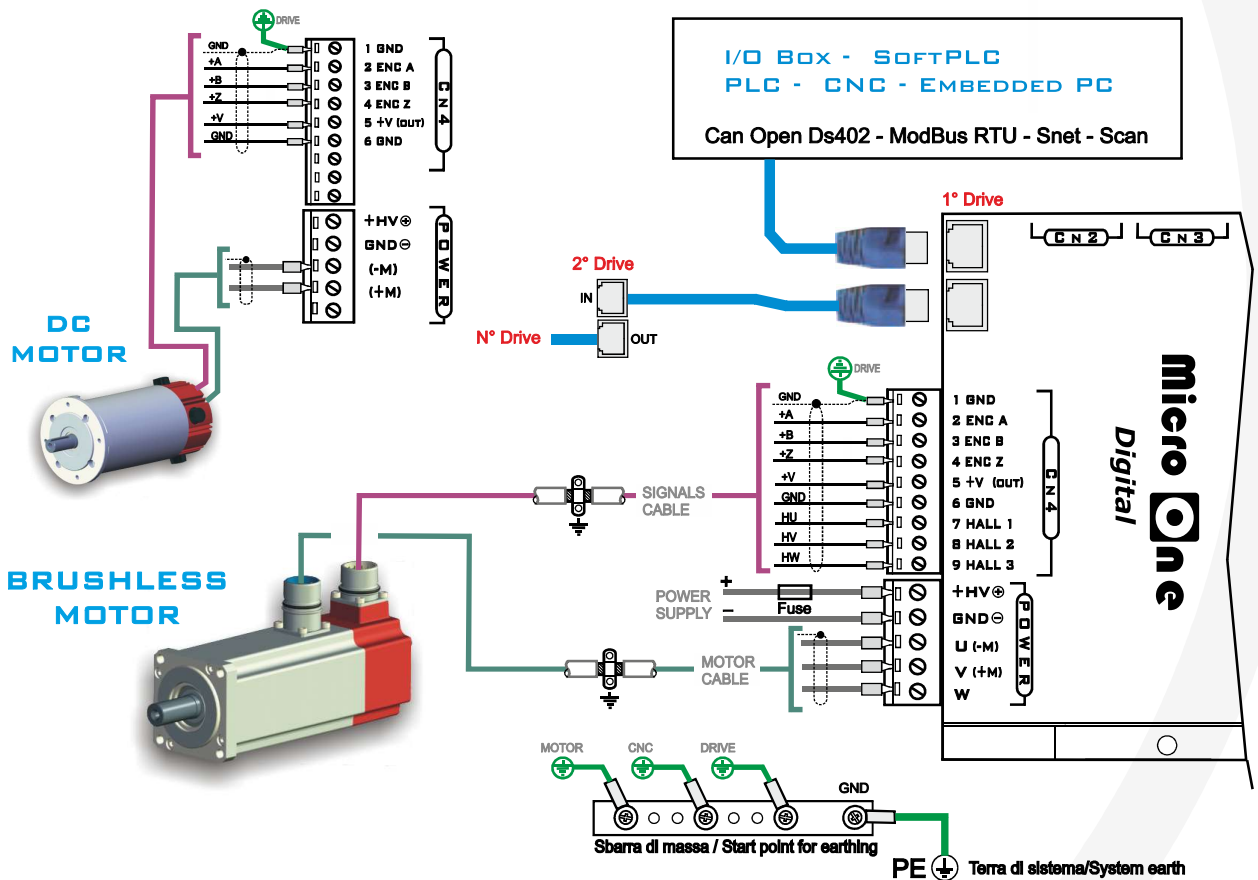 DRIVE
GND
+A
+B
+Z
+V
GND
1 GND
2 ENC A
3 ENC B
4 ENC Z
5 +V (OUT)
6 GND
CN4
+HV⊕
GND⊖
(-M)
(+M)
POWER
DC
MOTOR
I/O Box - SoftPLC
PLC - CNC - Embedded PC
Can Open Ds402 - ModBus RTU - Snet - Scan
1° Drive
CN2
CN3
2° Drive
IN
N° Drive
OUT
DRIVE
GND
+A
+B
+Z
+V
GND
HU
HV
HW
1 GND
2 ENC A
3 ENC B
4 ENC Z
5 +V (OUT)
6 GND
7 HALL 1
8 HALL 2
9 HALL 3
CN4
micro One
Digital
SIGNALS
CABLE
BRUSHLESS
MOTOR
POWER
SUPPLY
+
–
Fuse
+HV⊕
GND⊖
U (-M)
V (+M)
W
POWER
MOTOR
CABLE
MOTOR
CNC
DRIVE
GND
Sbarra di massa / Start point for earthing
PE
Terra di sistema/System earth